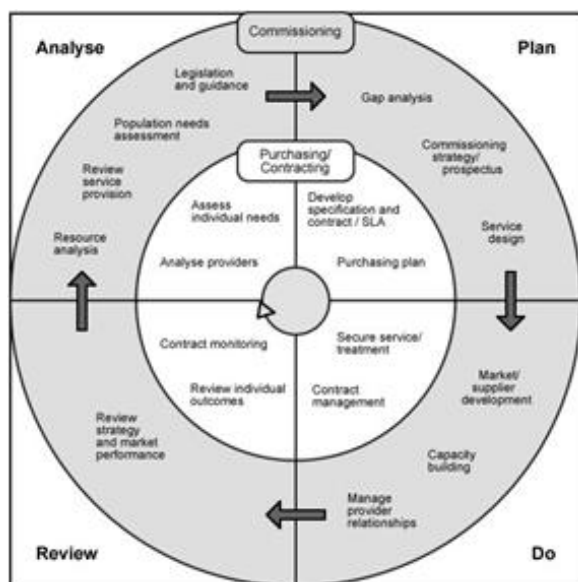 Analyse
Commissioning
Plan
Legislation
and guidance
Gap analysis
Population needs
assessment
Commissioning
strategy/
prospectus
Purchasing/
Contracting
Review
service
provision
Assess
individual needs
Develop
specification and
contract / SLA
Resource
analysis
Service
design
Analyse providers
Purchasing plan
Contract monitoring
Secure service/
treatment
Review individual
outcomes
Contract
management
Market/
supplier
development
Review
strategy
and market
performance
Capacity
building
Manage
provider
relationships
Review
Do